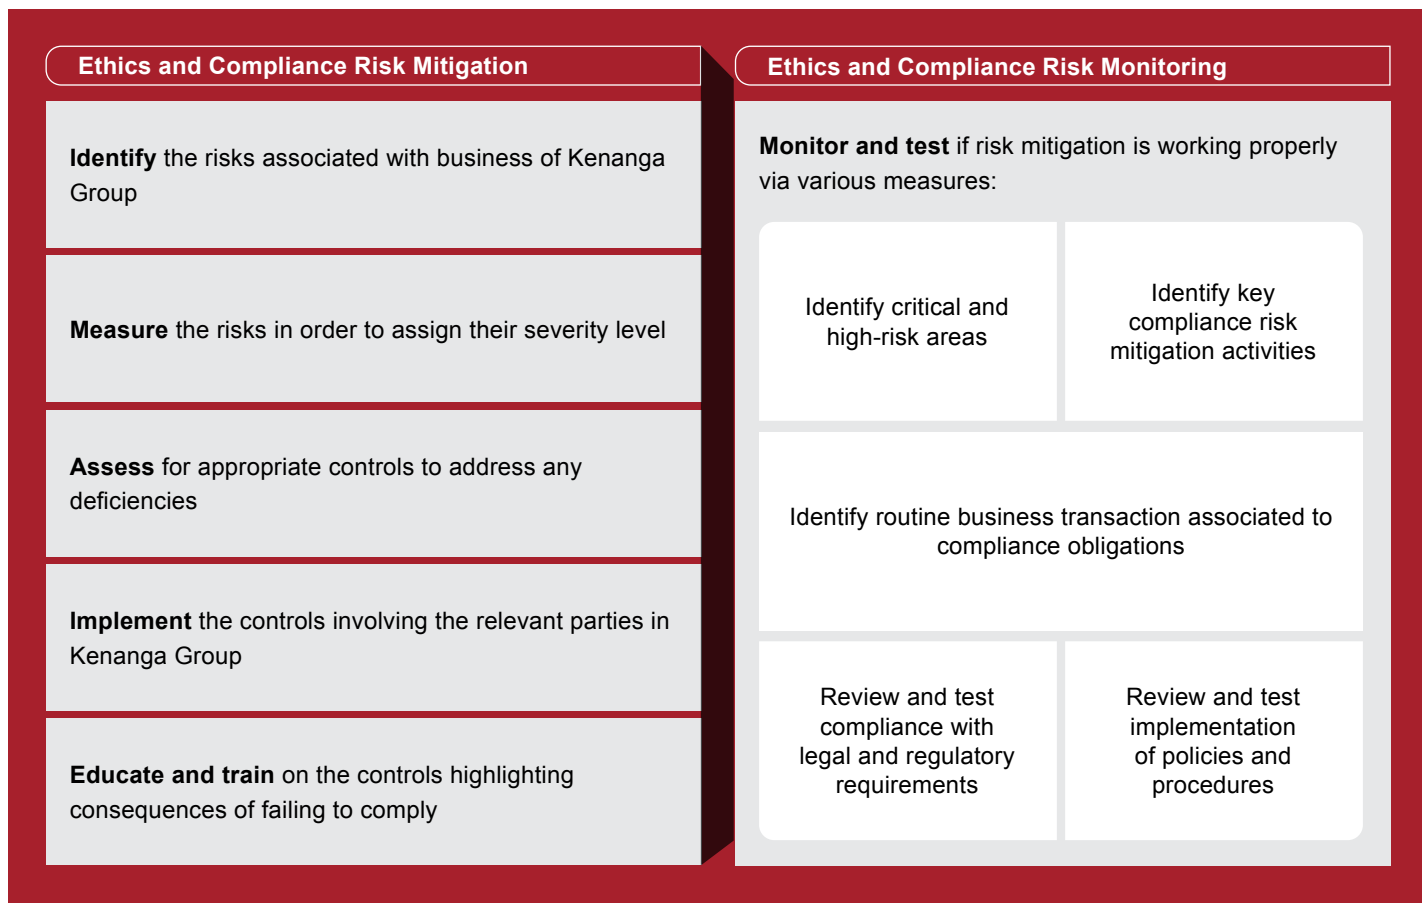 Ethics and Compliance Risk Mitigation
Identify the risks associated with business of Kenanga
Group
Measure the risks in order to assign their severity level
Assess for appropriate controls to address any
deficiencies
Implement the controls involving the relevant parties in
Kenanga Group
Educate and train on the controls highlighting
consequences of failing to comply
Ethics and Compliance Risk Monitoring
Monitor and test if risk mitigation is working properly
via various measures:
Identify critical and
high-risk areas
Identify key
compliance risk
mitigation activities
Identify routine business transaction associated to
compliance obligations
Review and test
compliance with
legal and regulatory
requirements
Review and test
implementation
of policies and
procedures